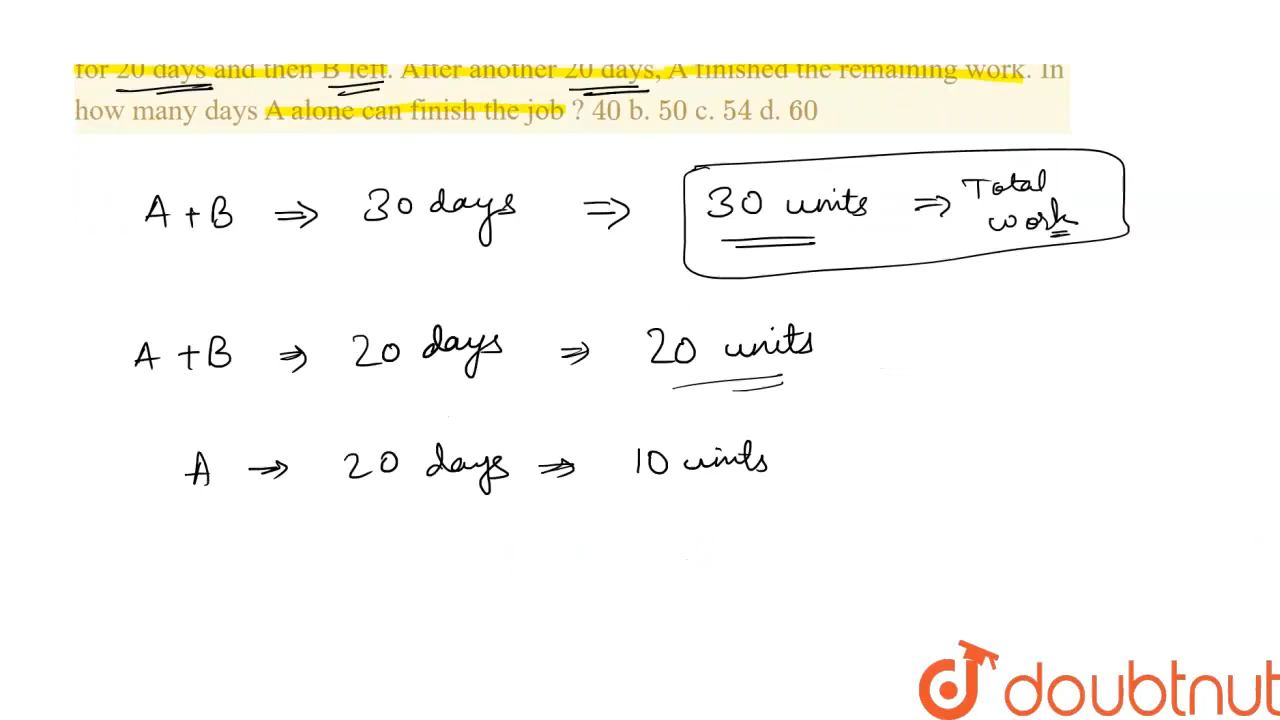 for 20 days and then B left. After another 20 days, A finished the remaining work. In
how many days A alone can finish the job ? 40 b. 50 c. 54 d. 60
A + B ⇒ 30 days ⇒ 30 units ⇒ Total work
A + B ⇒ 20 days ⇒ 20 units
A → 20 days ⇒ 10 units
doubtnut